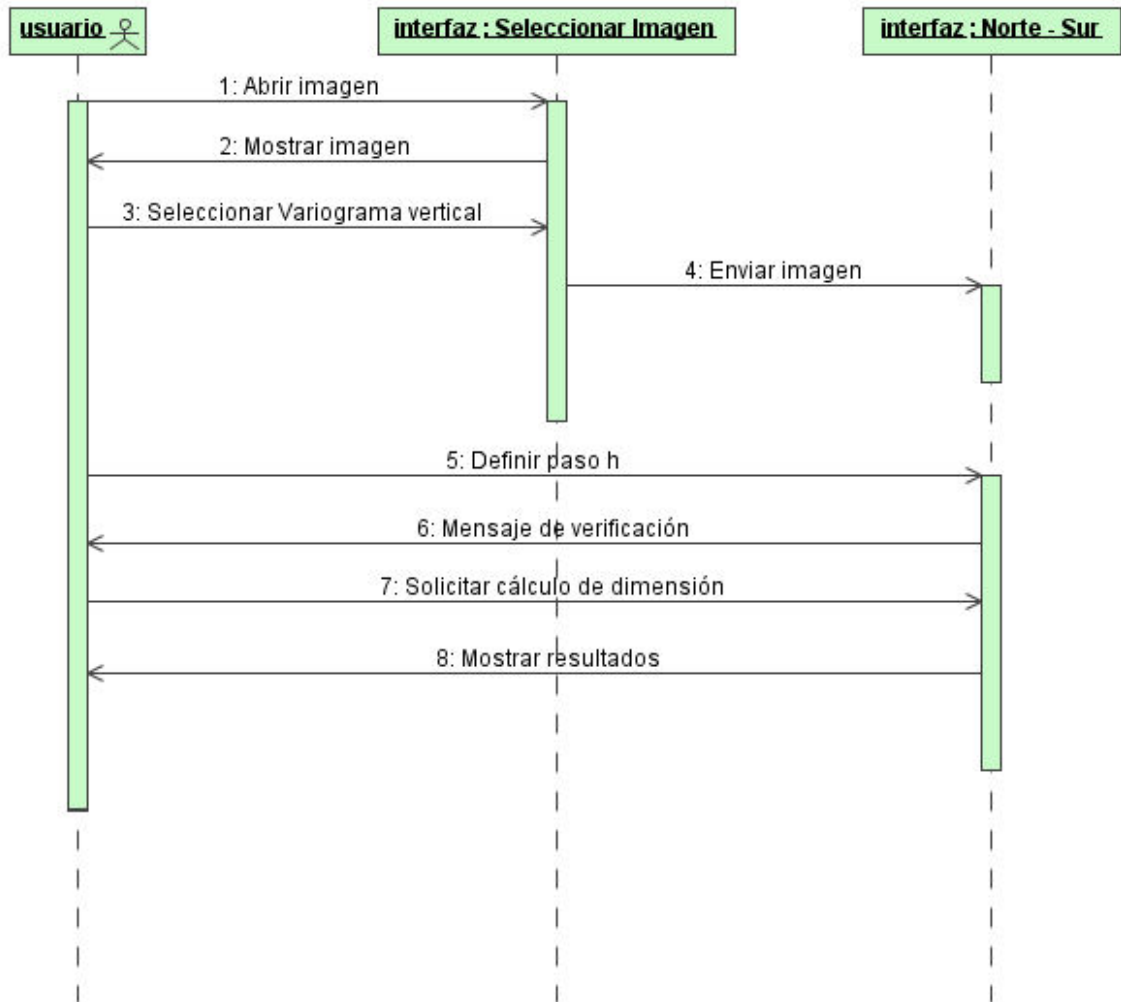 usuario
interfaz : Seleccionar Imagen
interfaz : Norte - Sur
1: Abrir imagen
2: Mostrar imagen
3: Seleccionar Variograma vertical
4: Enviar imagen
5: Definir paso h
6: Mensaje de verificación
7: Solicitar cálculo de dimensión
8: Mostrar resultados